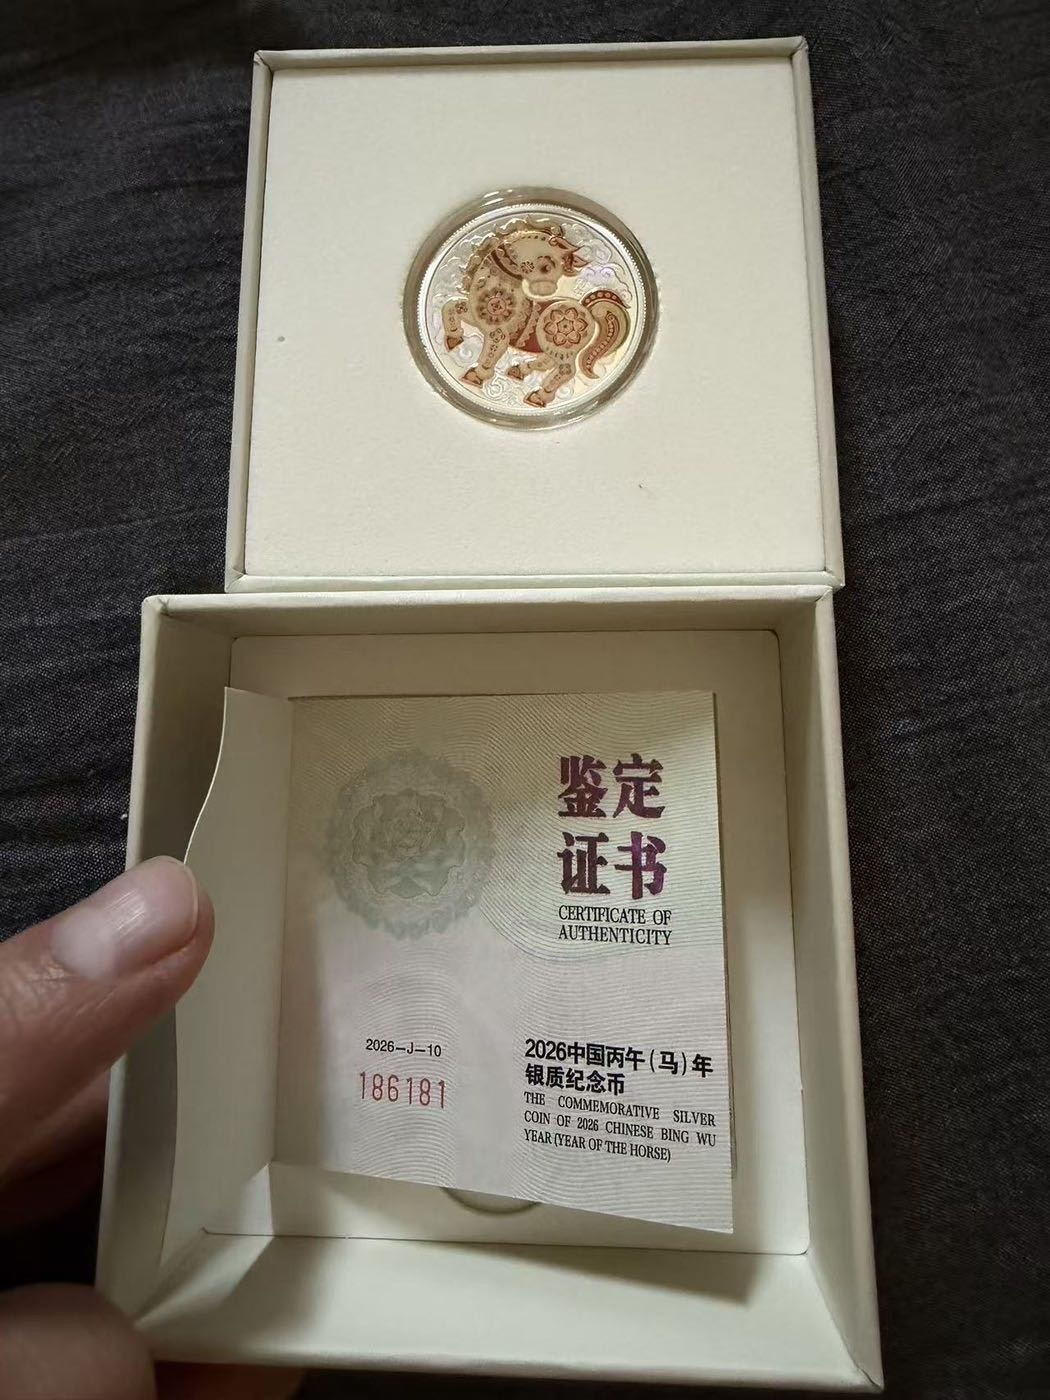 鉴定
证书
CERTIFICATE OF
AUTHENTICITY
2026-J-10
186181
2026中国丙午(马)年
银质纪念币
THE COMMEMORATIVE SILVER
COIN OF 2026 CHINESE BING WU
YEAR (YEAR OF THE HORSE)